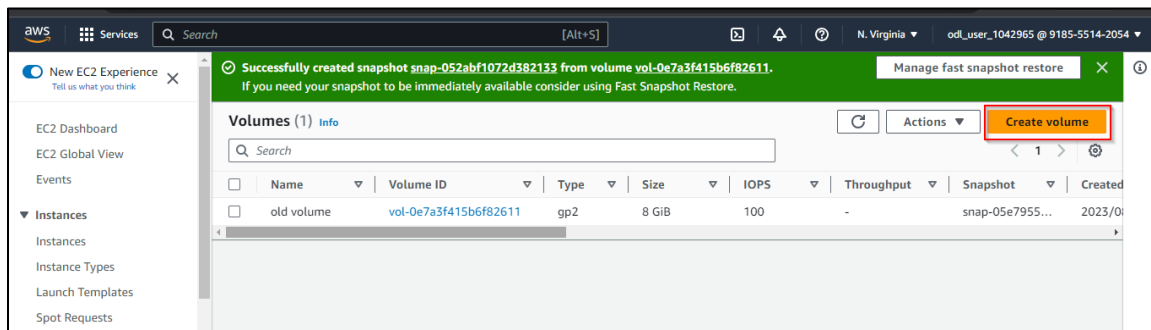 aws Services Search [Alt+S] N. Virginia ▼ odl_user_1042965 @ 9185-5514-2054 ▼
New EC2 Experience
Tell us what you think
EC2 Dashboard
EC2 Global View
Events
▼ Instances
Instances
Instance Types
Launch Templates
Spot Requests
Successfully created snapshot snap-052abf1072d382133 from volume vol-0e7a3f415b6f82611.
If you need your snapshot to be immediately available consider using Fast Snapshot Restore.
Manage fast snapshot restore
Volumes (1) Info
Actions ▼ Create volume
Search
1
Name Volume ID Type Size IOPS Throughput Snapshot Created
old volume vol-0e7a3f415b6f82611 gp2 8 GiB 100 - snap-05e7955... 2023/0